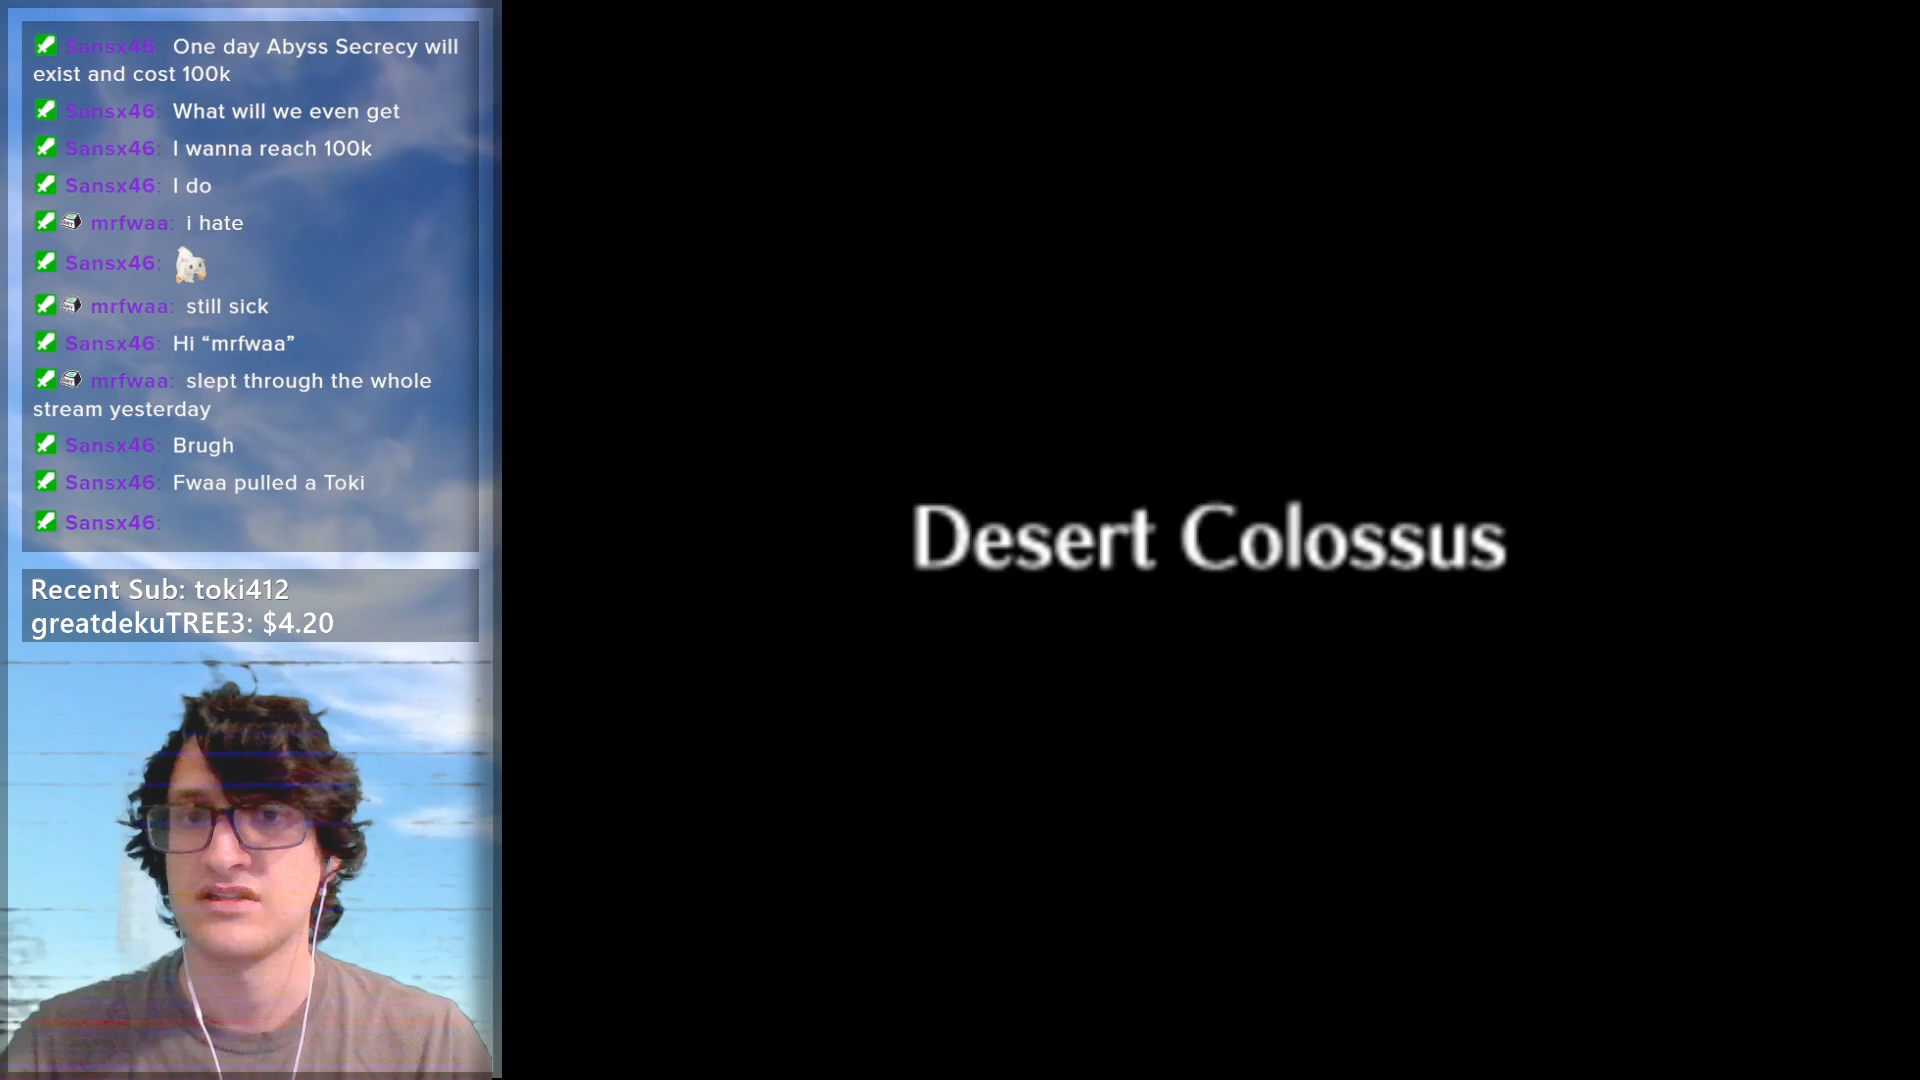 Sansx46: One day Abyss Secrecy will
exist and cost 100k
Sansx46: What will we even get
Sansx46: I wanna reach 100k
Sansx46: I do
mrfwaa: i hate
Sansx46:
mrfwaa: still sick
Sansx46: Hi “mrfwaa”
mrfwaa: slept through the whole
stream yesterday
Sansx46: Brugh
Sansx46: Fwaa pulled a Toki
Sansx46:
Recent Sub: toki412
greatdekuTREE3: $4.20
Desert Colossus